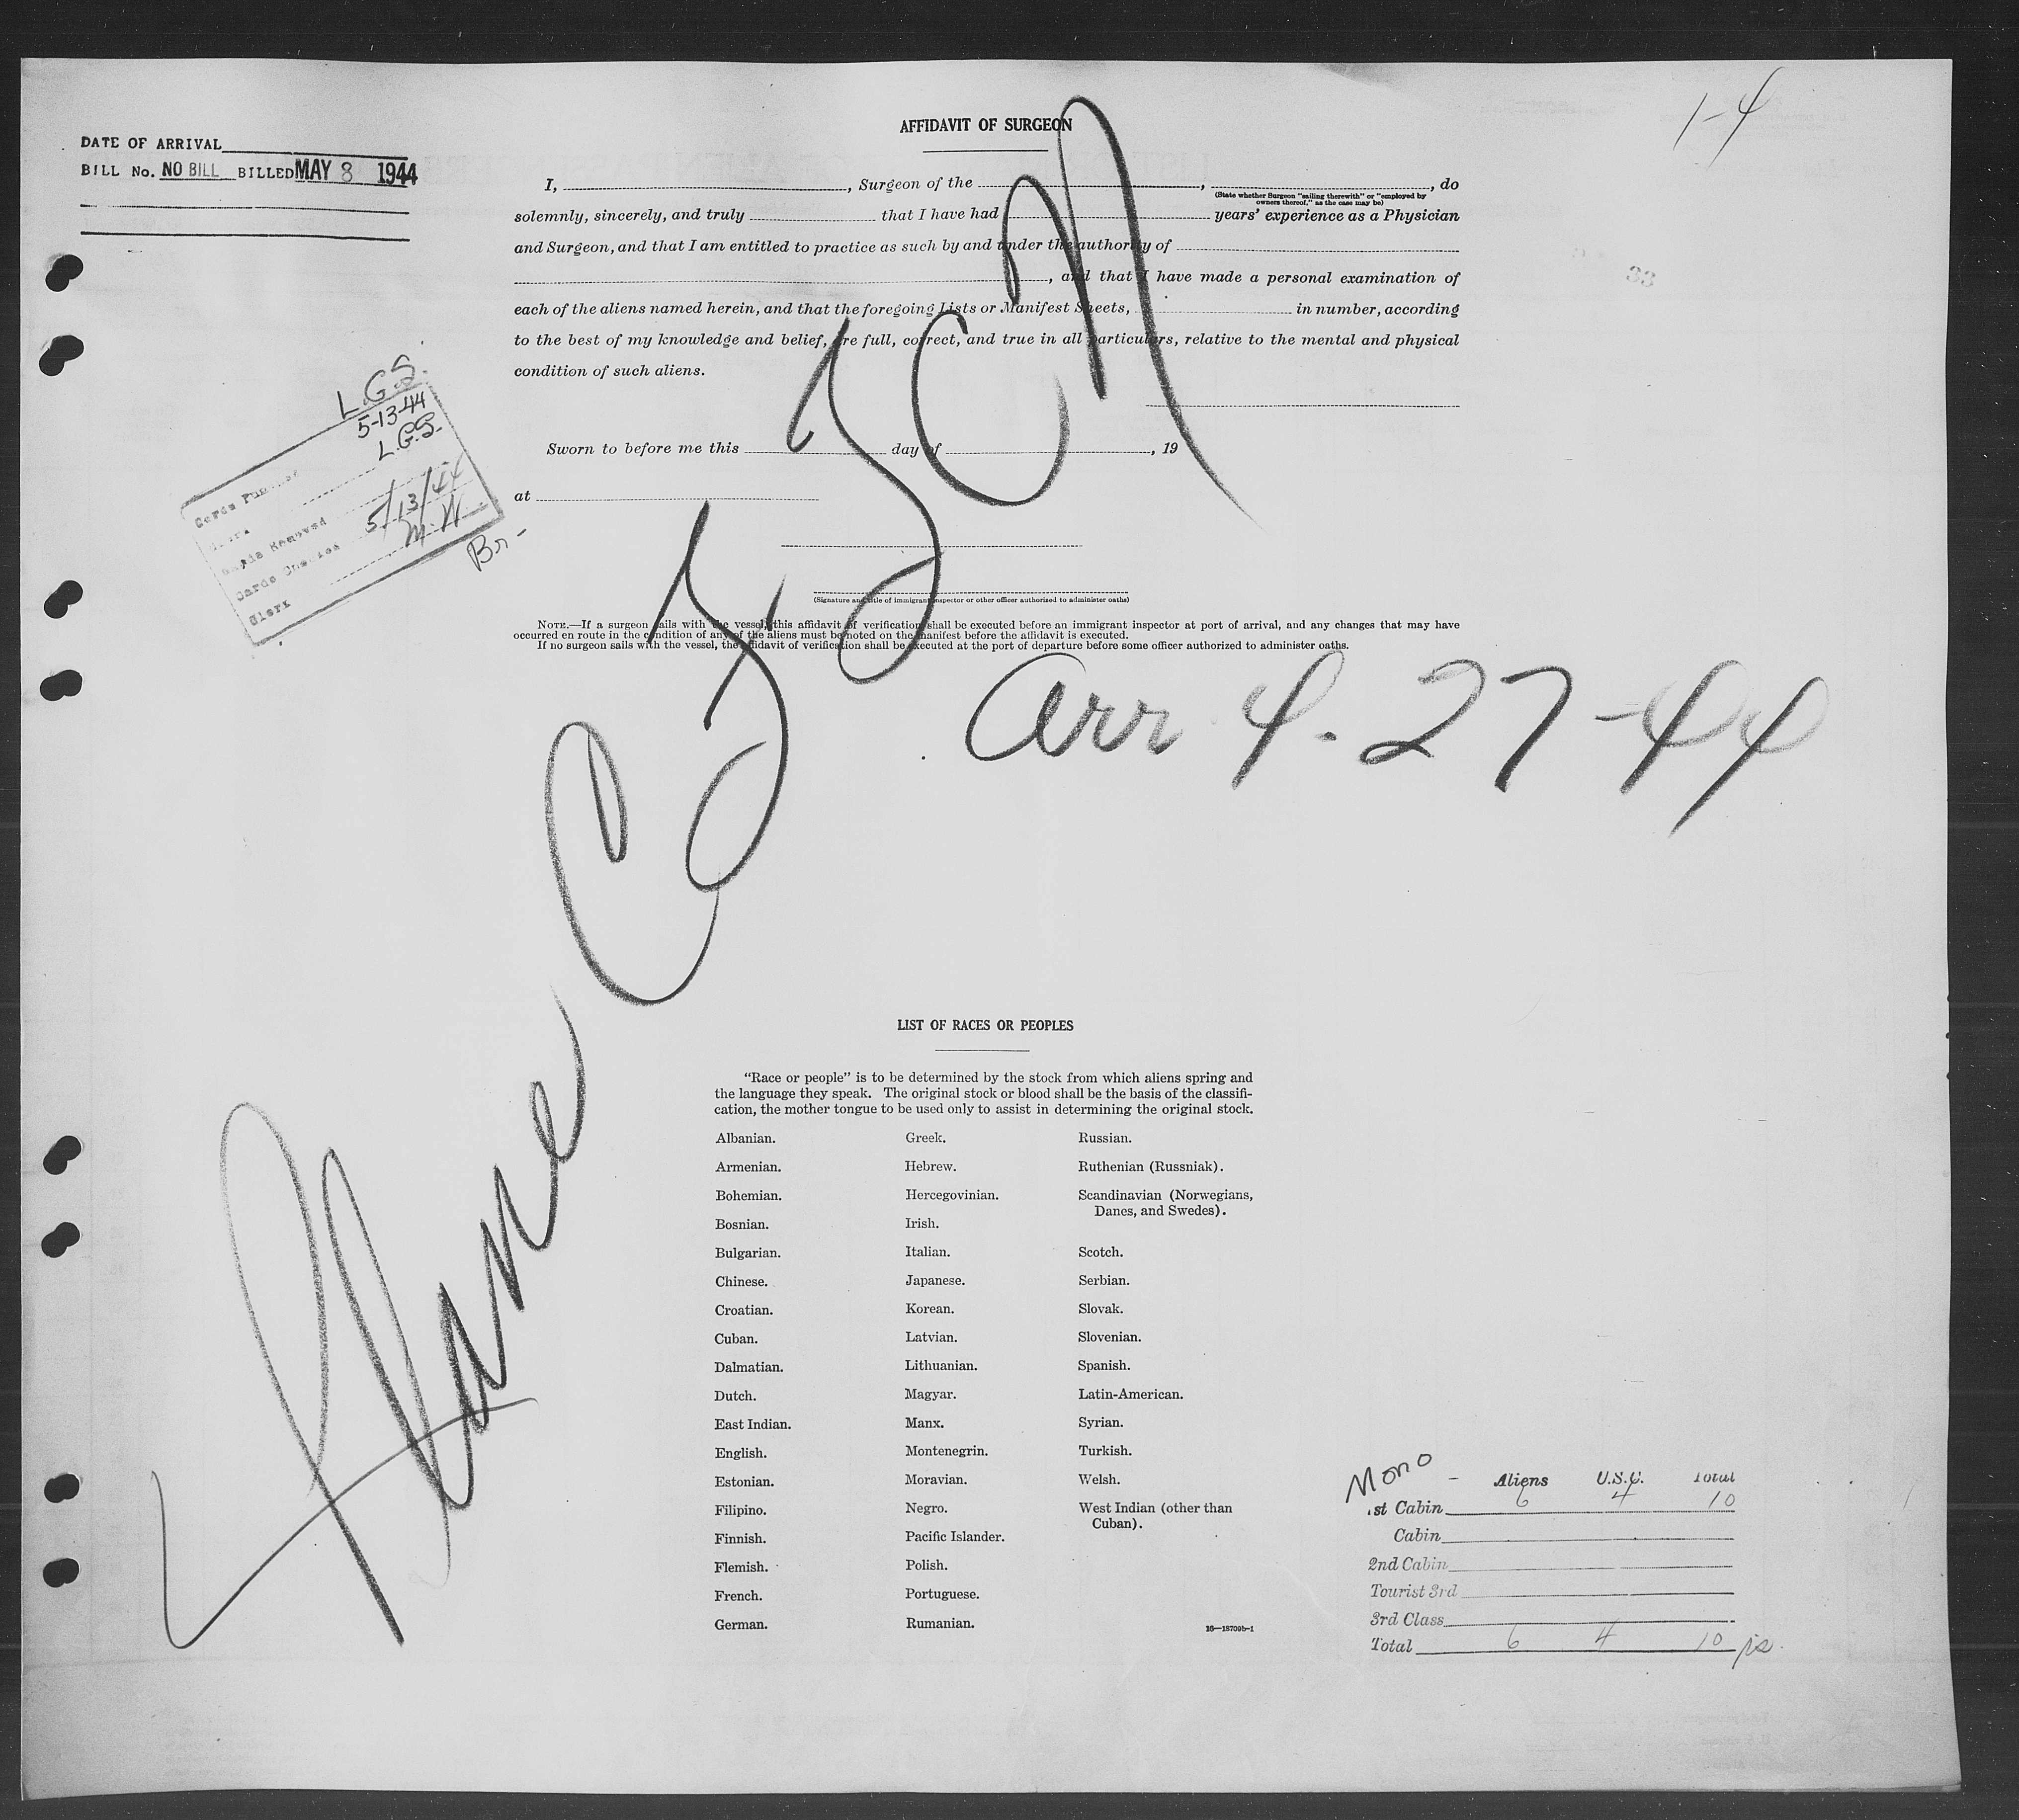 1-4
DATE OF ARRIVAL
BILL No. NO BILL BILLED MAY 8 1944
AFFIDAVIT OF SURGEON
I, , Surgeon of the , , do
(State whether Surgeon "sailing therewith" or "employed by
owners thereof," as the case may be)
solemnly, sincerely, and truly that I have had years' experience as a Physician
and Surgeon, and that I am entitled to practice as such by and under the authority of
, and that I have made a personal examination of
each of the aliens named herein, and that the foregoing Lists or Manifest Sheets, in number, according
to the best of my knowledge and belief, are full, correct, and true in all particulars, relative to the mental and physical
condition of such aliens.
33
L.G.S.
5-13-44
L.G.S.
5/13/44
M.W.
Clerk
Br-
Sworn to before me this day of , 19
at
(Signature and title of immigrant inspector or other officer authorized to administer oaths)
NOTE.—If a surgeon sails with the vessel, this affidavit of verification shall be executed before an immigrant inspector at port of arrival, and any changes that may have
occurred en route in the condition of any of the aliens must be noted on the manifest before the affidavit is executed.
If no surgeon sails with the vessel, the affidavit of verification shall be executed at the port of departure before some officer authorized to administer oaths.
Plane
arr 4-27-44
LIST OF RACES OR PEOPLES
"Race or people" is to be determined by the stock from which aliens spring and
the language they speak. The original stock or blood shall be the basis of the classifi-
cation, the mother tongue to be used only to assist in determining the original stock.
Albanian.
Armenian.
Bohemian.
Bosnian.
Bulgarian.
Chinese.
Croatian.
Cuban.
Dalmatian.
Dutch.
East Indian.
English.
Estonian.
Filipino.
Finnish.
Flemish.
French.
German.
Greek.
Hebrew.
Hercegovinian.
Irish.
Italian.
Japanese.
Korean.
Latvian.
Lithuanian.
Magyar.
Manx.
Montenegrin.
Moravian.
Negro.
Pacific Islander.
Polish.
Portuguese.
Rumanian.
Russian.
Ruthenian (Russniak).
Scandinavian (Norwegians,
Danes, and Swedes).
Scotch.
Serbian.
Slovak.
Slovenian.
Spanish.
Latin-American.
Syrian.
Turkish.
Welsh.
West Indian (other than
Cuban).
16—18709b-1
Mono
Aliens U.S.C. Total
1st Cabin 6 4 10
Cabin
2nd Cabin
Tourist 3rd
3rd Class
Total 6 4 10